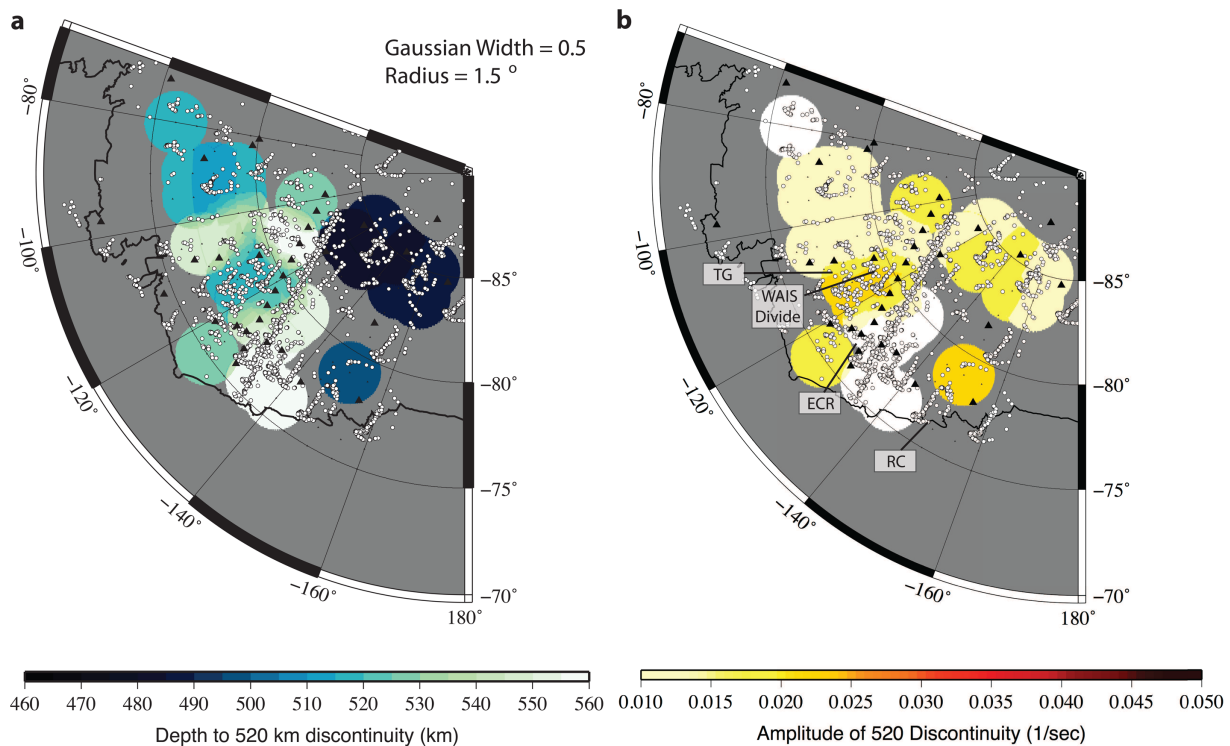 a
Gaussian Width = 0.5
Radius = 1.5 °
−80°
−100°
−120°
−140°
−160°
180°
−85°
−80°
−75°
−70°
460 470 480 490 500 510 520 530 540 550 560
Depth to 520 km discontinuity (km)
b
−80°
−100°
−120°
−140°
−160°
180°
−85°
−80°
−75°
−70°
TG
WAIS
Divide
ECR
RC
0.010 0.015 0.020 0.025 0.030 0.035 0.040 0.045 0.050
Amplitude of 520 Discontinuity (1/sec)